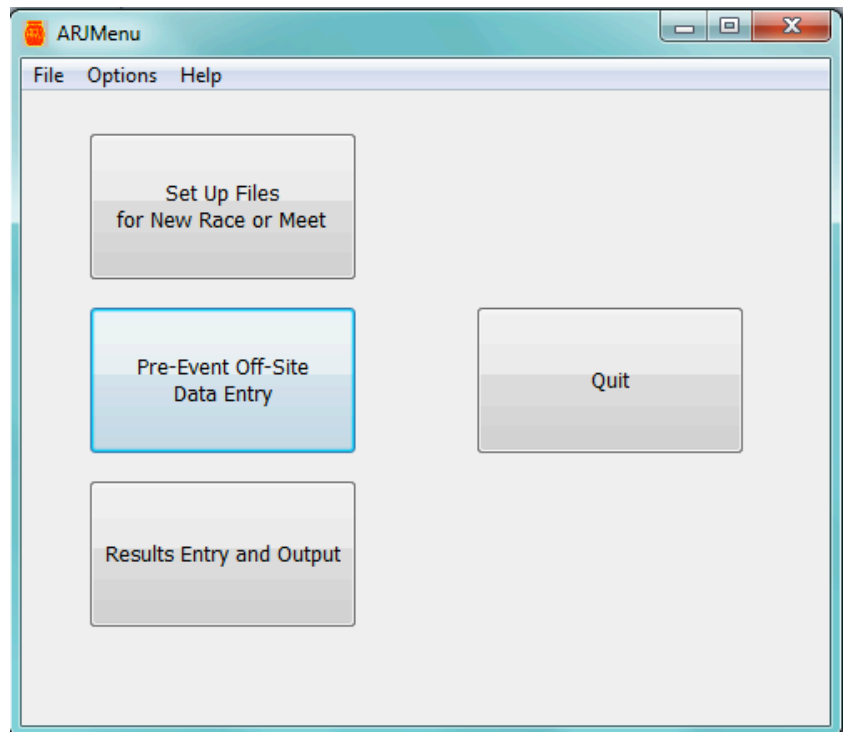 ARJMenu
File Options Help
Set Up Files
for New Race or Meet
Pre-Event Off-Site
Data Entry
Quit
Results Entry and Output